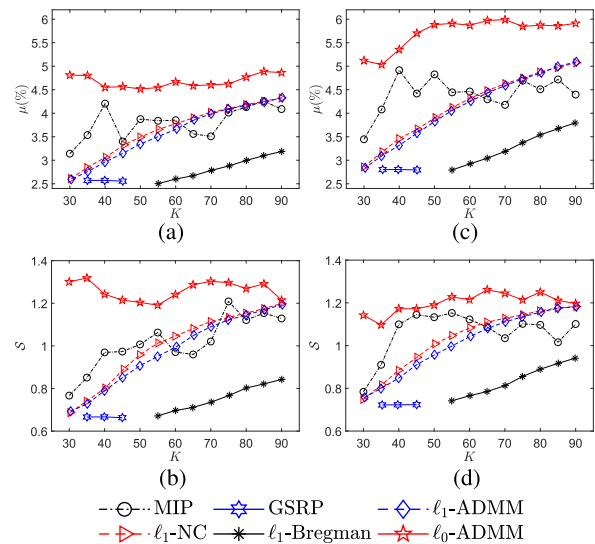 6
5.5
5
4.5
4
3.5
3
2.5
μ(%)
30 40 50 60 70 80 90
K
(a)
6
5.5
5
4.5
4
3.5
3
2.5
μ(%)
30 40 50 60 70 80 90
K
(c)
1.4
1.2
1
0.8
0.6
S
30 40 50 60 70 80 90
K
(b)
1.4
1.2
1
0.8
0.6
S
30 40 50 60 70 80 90
K
(d)
MIP GSRP ℓ₁-ADMM
ℓ₁-NC ℓ₁-Bregman ℓ₀-ADMM